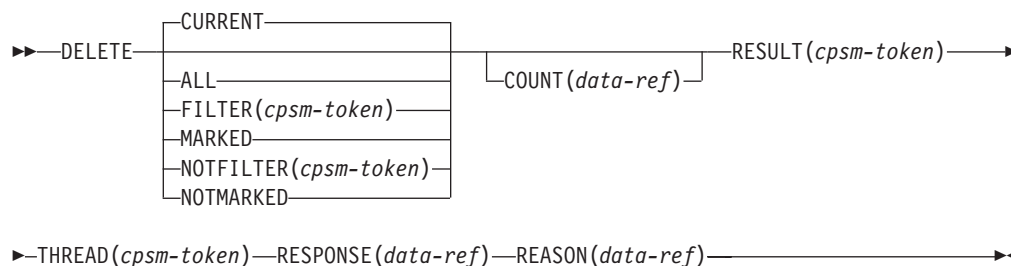 CURRENT
DELETE
ALL
FILTER(cpsm-token)
MARKED
NOTFILTER(cpsm-token)
NOTMARKED
COUNT(data-ref)
RESULT(cpsm-token)
THREAD(cpsm-token) RESPONSE(data-ref) REASON(data-ref)